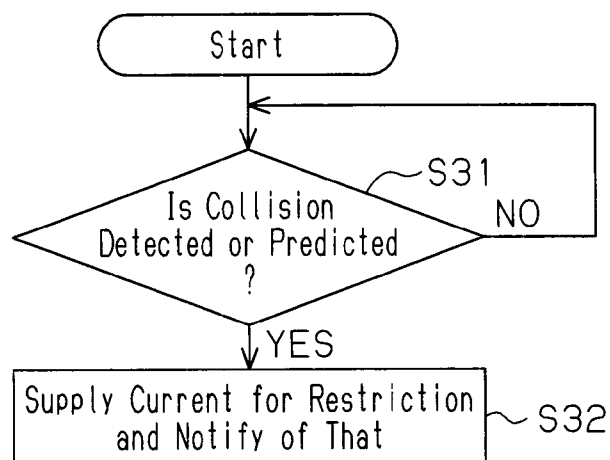 Start
S31
Is Collision
Detected or Predicted
?
NO
YES
Supply Current for Restriction
and Notify of That
S32